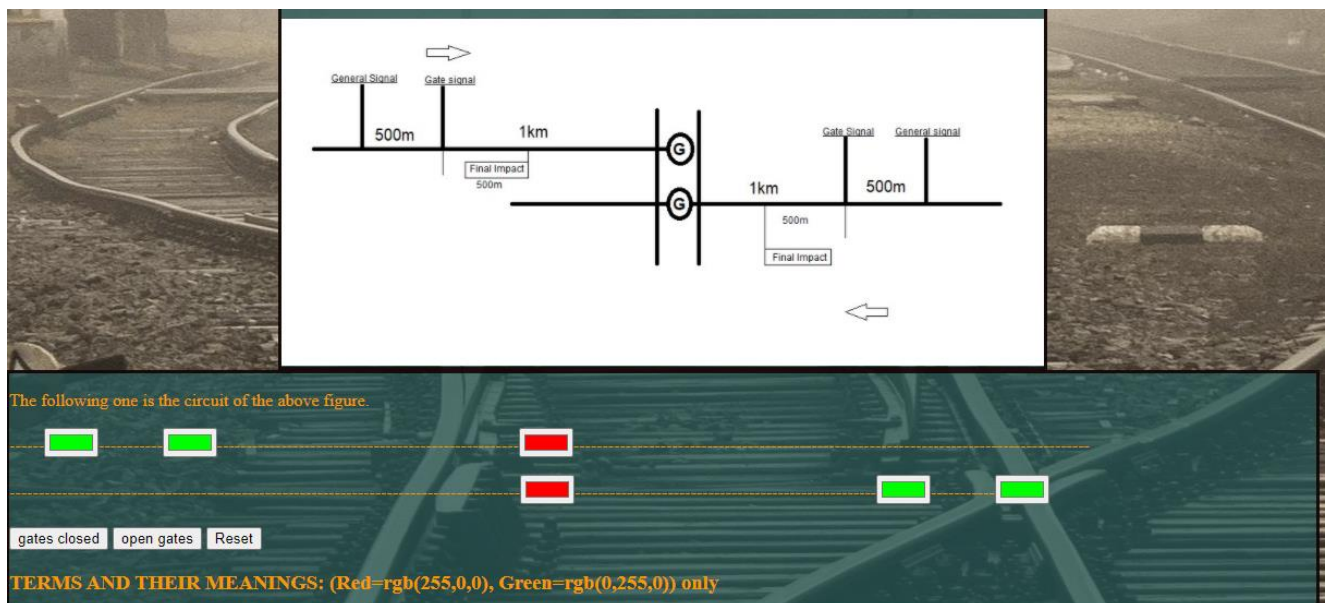 General Signal
Gate signal
500m
1km
Final Impact
500m
G
Gate Signal
General signal
G
1km
500m
500m
Final Impact
The following one is the circuit of the above figure.
gates closed open gates Reset
TERMS AND THEIR MEANINGS: (Red=rgb(255,0,0), Green=rgb(0,255,0)) only